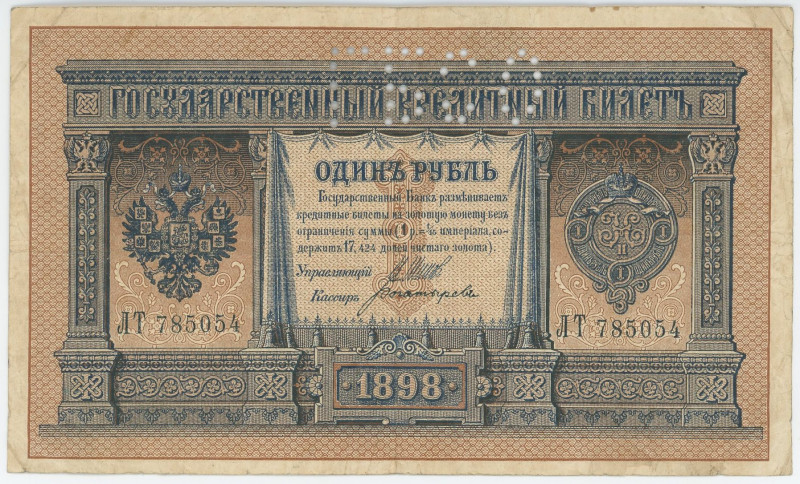 ГОСУДАРСТВЕННЫЙ КРЕДИТНЫЙ БИЛЕТЪ
ОДИНЪ РУБЛЬ
Государственный Банкъ размѣниваетъ
кредитные билеты на золотую монету безъ
ограниченія суммы (1 р. = 1/15 имперіала, со-
держитъ 17,424 долей чистаго золота).
Управляющій
Кассиръ
ЛТ 785054
ЛТ 785054
1898